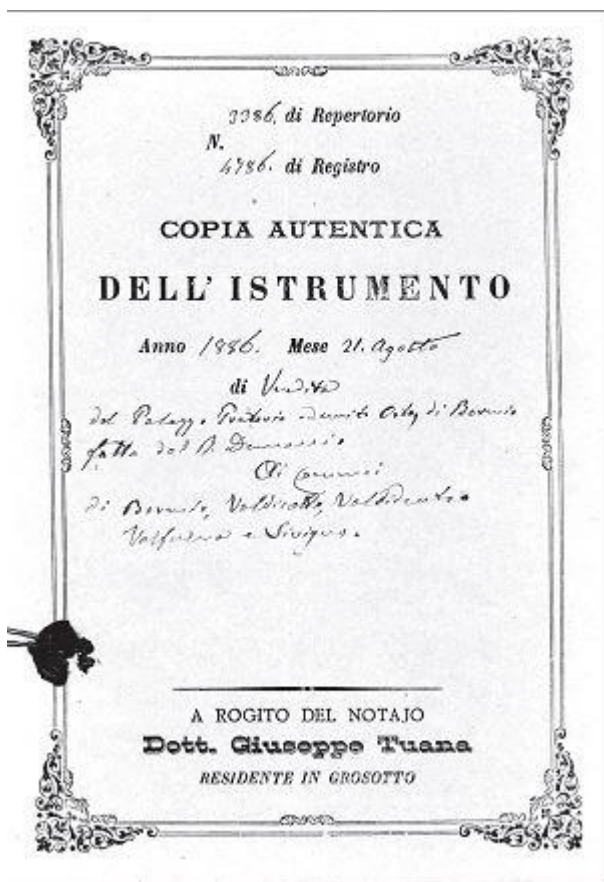 3386. di Repertorio
N.
4786. di Registro
COPIA AUTENTICA
DELL' ISTRUMENTO
Anno 1886. Mese 21. Agosto
di Vendita
del Palazzo Pretorio di Bormio
fatta dal R. Demanio
Ai Comuni
di Bormio, Valdisotto, Valdidentro
Valfurva e Livigno.
A ROGITO DEL NOTAJO
Dott. Giuseppe Tuana
RESIDENTE IN GROSOTTO